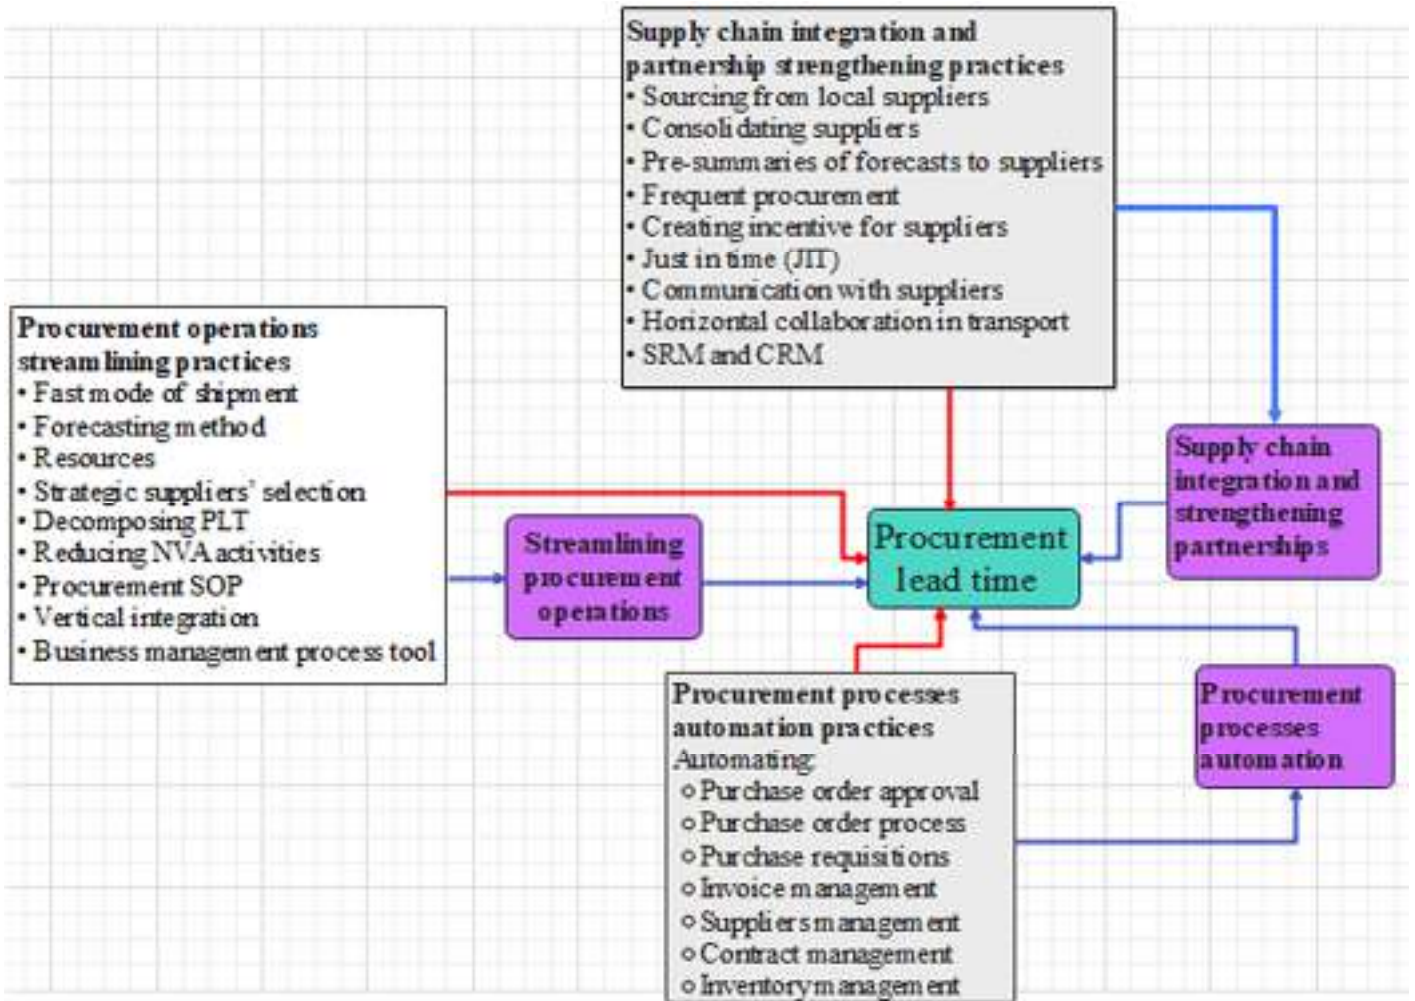 Supply chain integration and
partnership strengthening practices
• Sourcing from local suppliers
• Consolidating suppliers
• Pre-summaries of forecasts to suppliers
• Frequent procurement
• Creating incentive for suppliers
• Just in time (JIT)
• Communication with suppliers
• Horizontal collaboration in transport
• SRM and CRM
Procurement operations
streamlining practices
• Fast mode of shipment
• Forecasting method
• Resources
• Strategic suppliers' selection
• Decomposing PLT
• Reducing NVA activities
• Procurement SOP
• Vertical integration
• Business management process tool
Streamlining
procurement
operations
Procurement
lead time
Supply chain
integration and
strengthening
partnerships
Procurement processes
automation practices
Automating:
○ Purchase order approval
○ Purchase order process
○ Purchase requisitions
○ Invoice management
○ Suppliers management
○ Contract management
○ Inventory management
Procurement
processes
automation